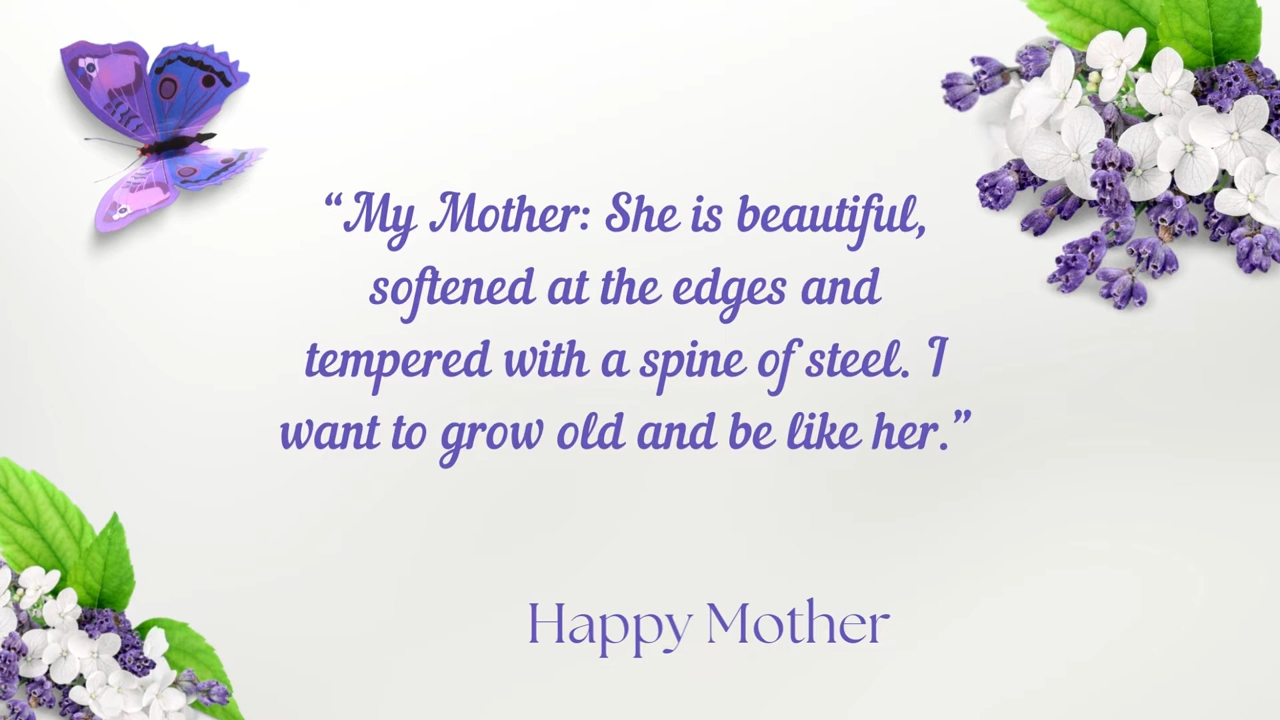 “My Mother: She is beautiful,
softened at the edges and
tempered with a spine of steel. I
want to grow old and be like her.”
Happy Mother